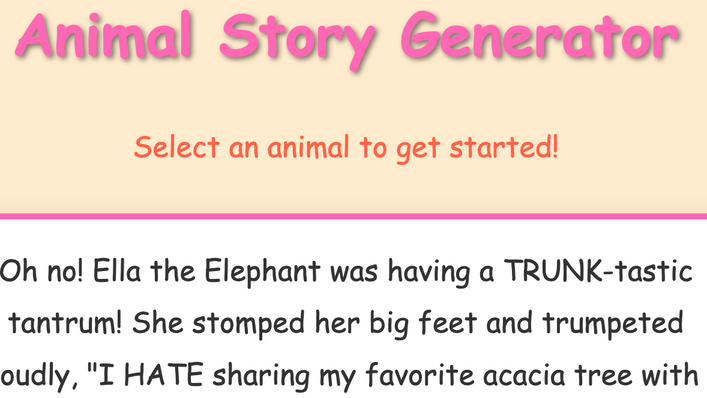 Animal Story Generator
Select an animal to get started!
Oh no! Ella the Elephant was having a TRUNK-tastic
tantrum! She stomped her big feet and trumpeted
oudly, "I HATE sharing my favorite acacia tree with